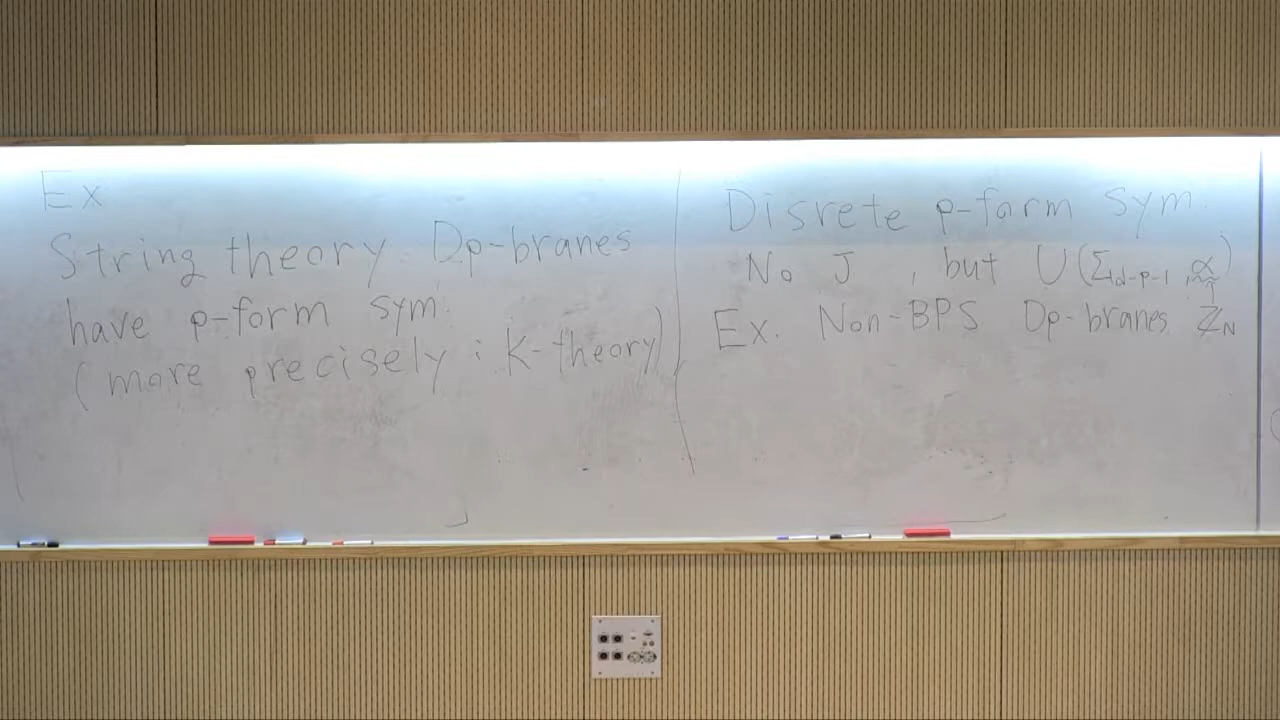 Ex
String theory. Dp-branes
have p-form sym.
(more precisely : K-theory)
Disrete p-form Sym.
No J , but U(Σd-p-1, α)
Ex. Non-BPS Dp-branes ℤN